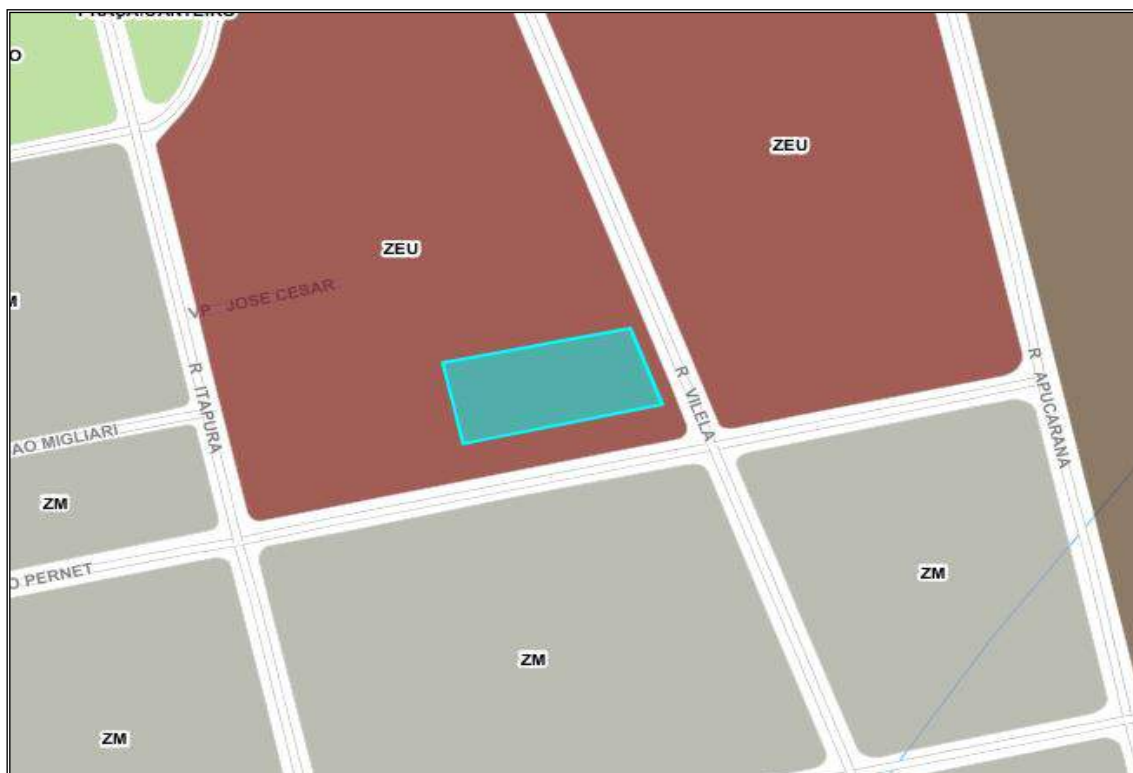 ZEU
ZEU
VP. JOSE CESAR
R ITAPURA
R VILELA
R APUCARANA
AO MIGLIARI
ZM
O PERNET
ZM
ZM
ZM